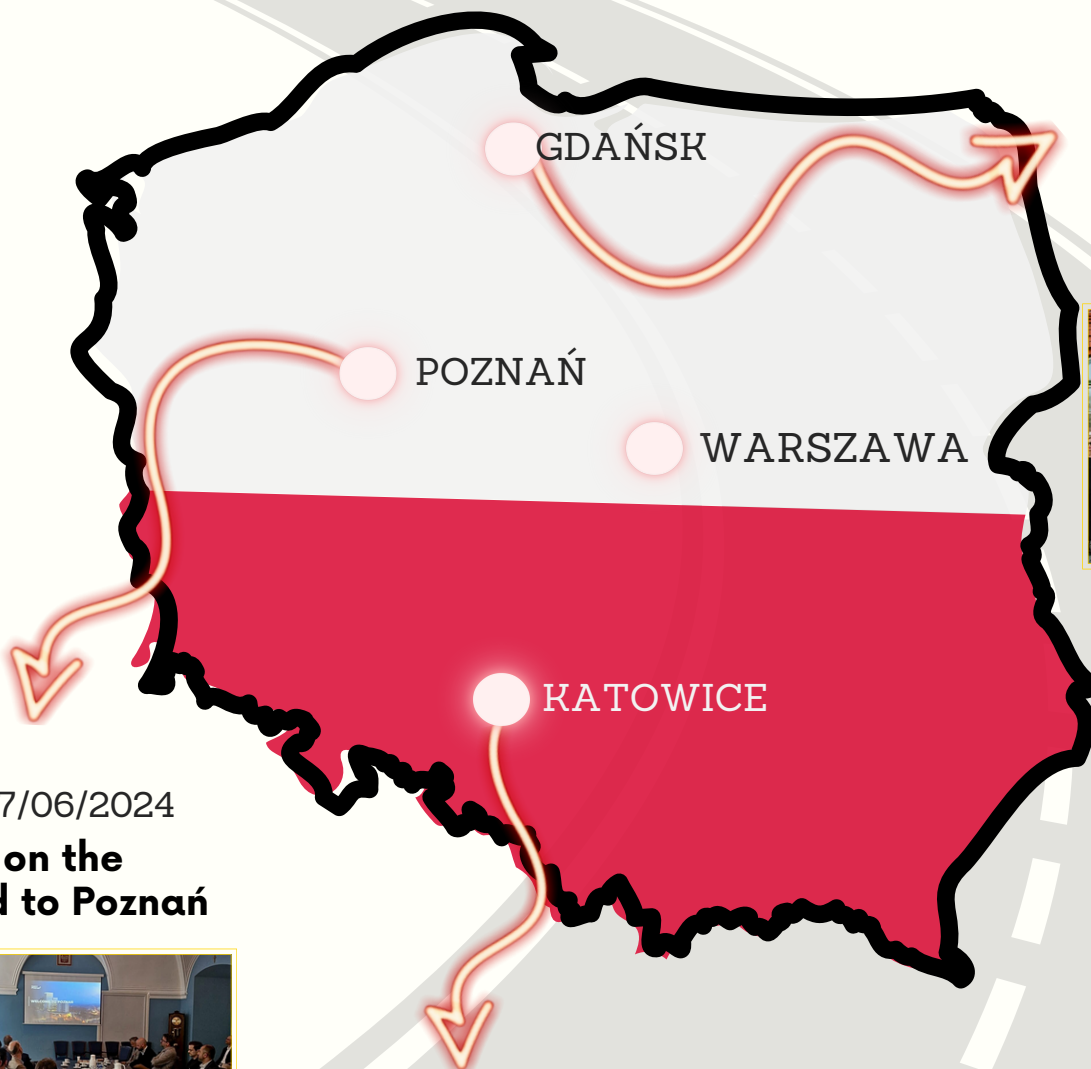 GDAŃSK
POZNAŃ
WARSZAWA
KATOWICE
7/06/2024
on the
d to Poznań